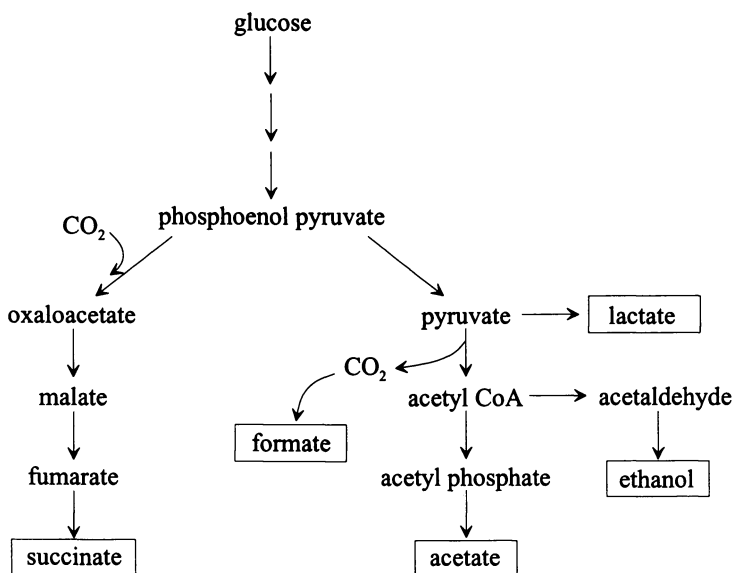 glucose
phosphoenol pyruvate
CO₂
oxaloacetate
pyruvate
lactate
CO₂
malate
acetyl CoA
acetaldehyde
formate
fumarate
acetyl phosphate
ethanol
succinate
acetate